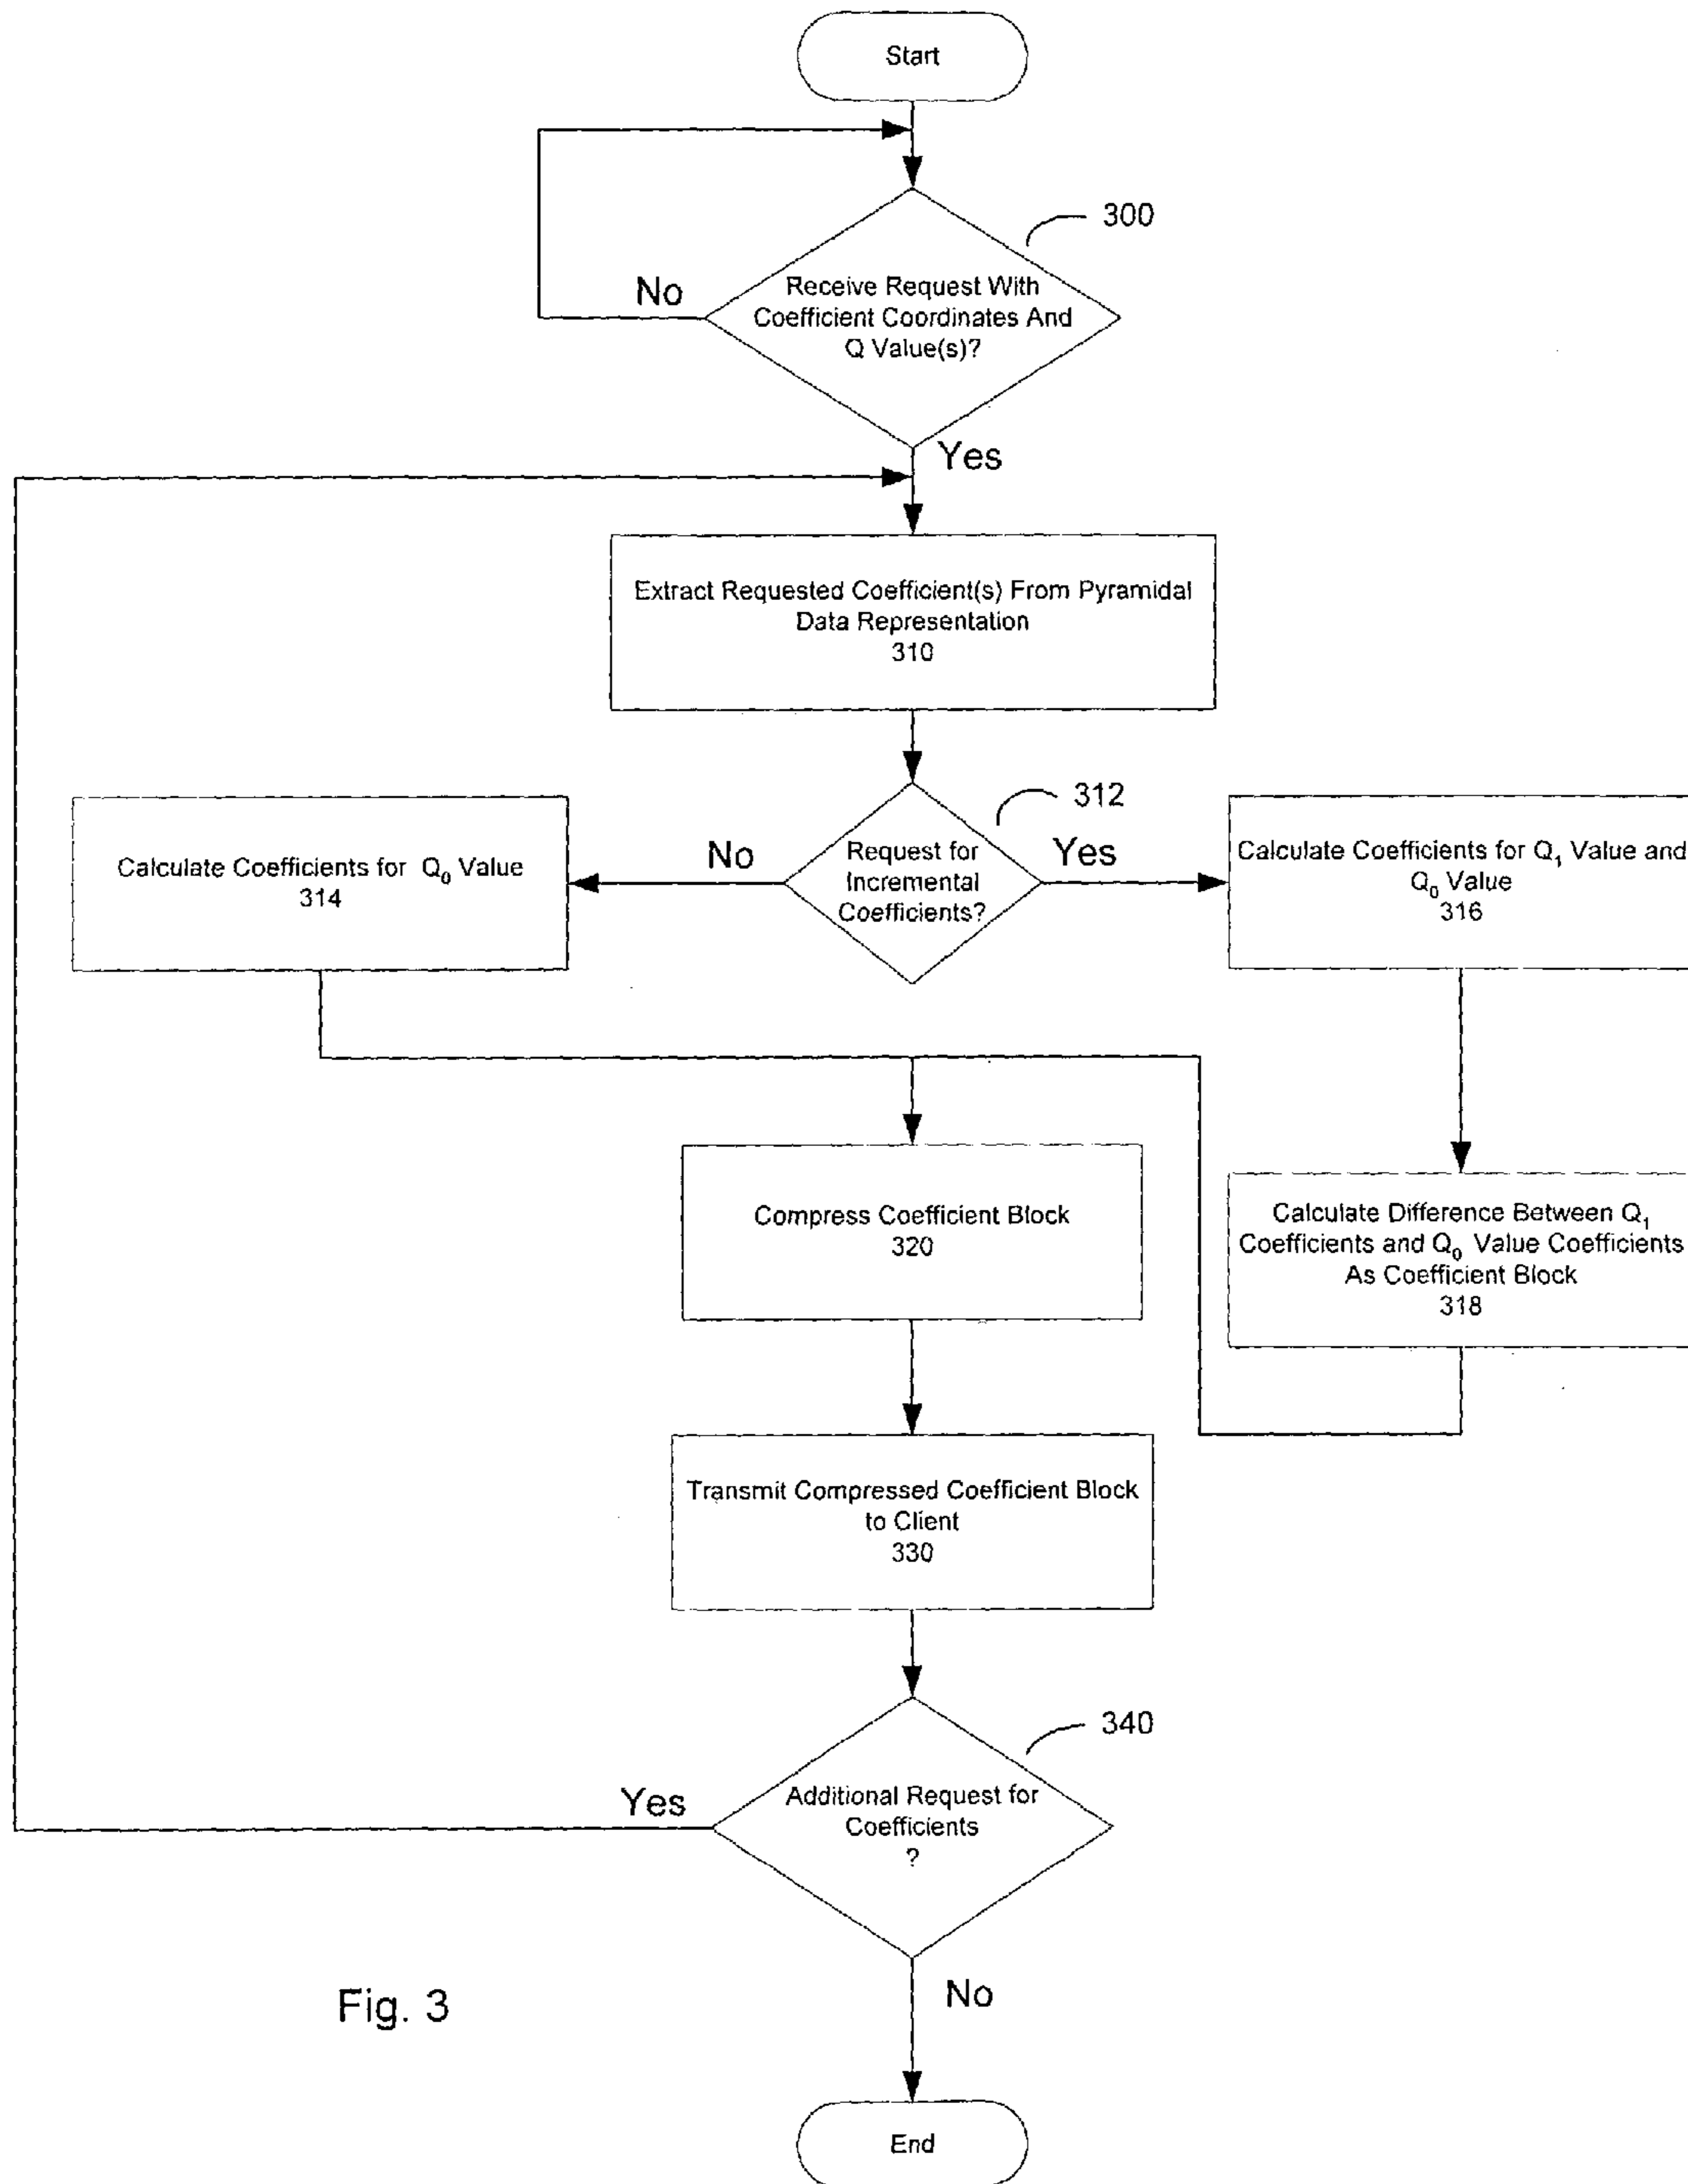 Start
300
Receive Request With
Coefficient Coordinates And
Q Value(s)?
No
Yes
Extract Requested Coefficient(s) From Pyramidal
Data Representation
310
312
Request for
Incremental
Coefficients?
No
Yes
Calculate Coefficients for Q₀ Value
314
Calculate Coefficients for Q₁ Value and
Q₀ Value
316
Compress Coefficient Block
320
Calculate Difference Between Q₁
Coefficients and Q₀ Value Coefficients
As Coefficient Block
318
Transmit Compressed Coefficient Block
to Client
330
340
Additional Request for
Coefficients
?
Yes
No
Fig. 3
End